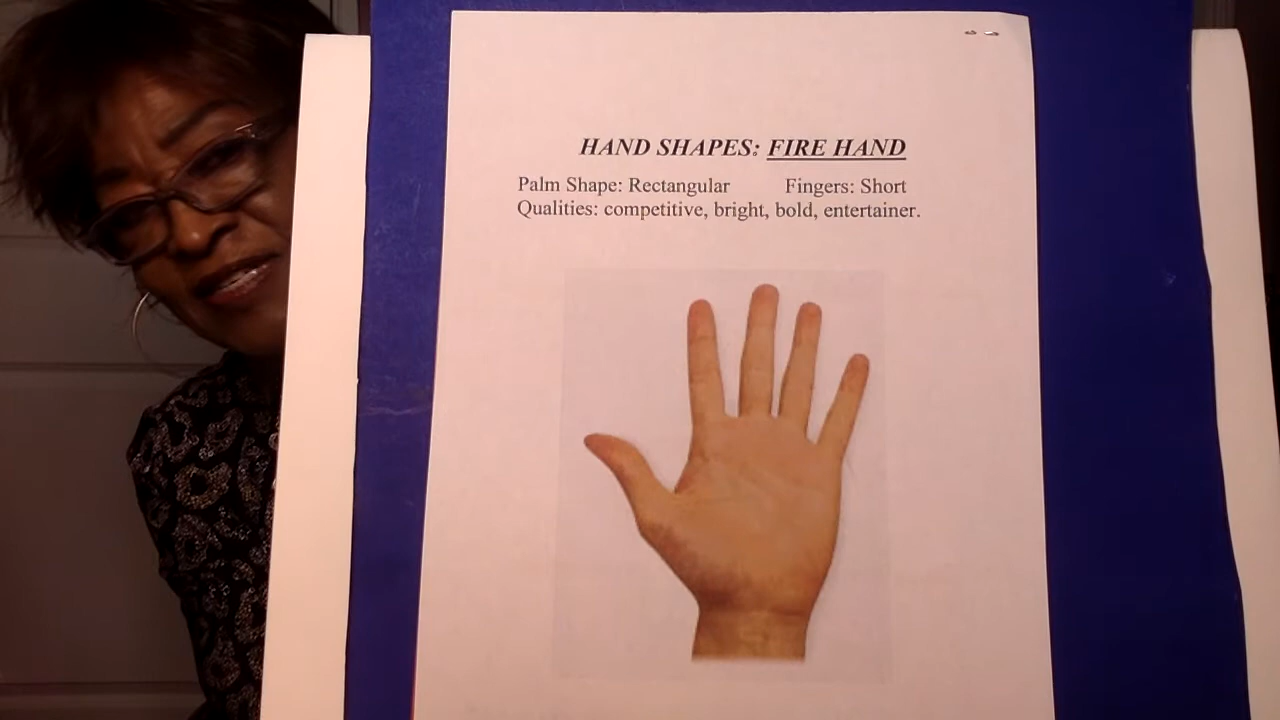 HAND SHAPES: FIRE HAND
Palm Shape: Rectangular Fingers: Short
Qualities: competitive, bright, bold, entertainer.